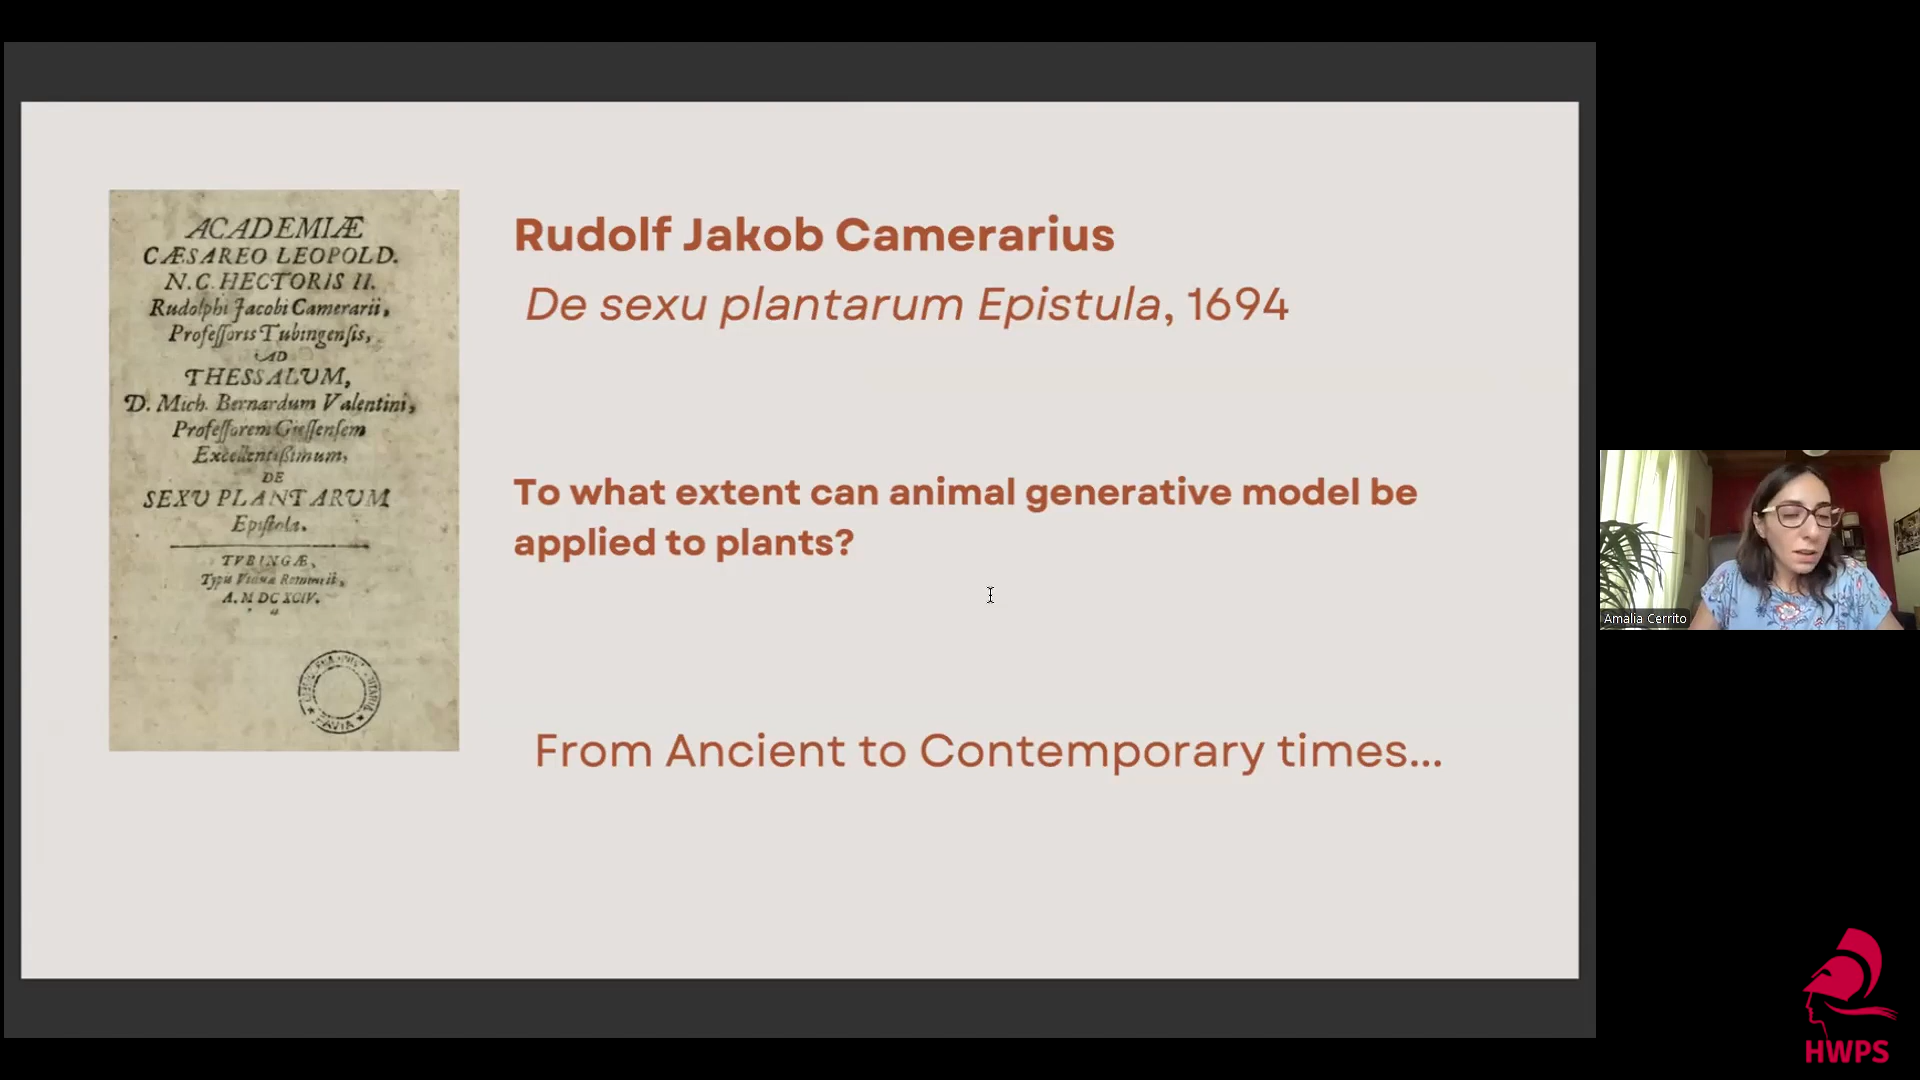 ACADEMIÆ
CÆSAREO LEOPOLD.
N. C. HECTORIS II.
Rudolphi Jacobi Camerarii,
Professoris Tubingensis,
AD
THESSALUM,
D. Mich. Bernardum Valentini,
Professorem Giessensem
Excellentißimum,
DE
SEXU PLANTARUM
Epistola.
TVBINGÆ,
A. M DC XCIV.
PAVIA
Rudolf Jakob Camerarius
De sexu plantarum Epistula, 1694
To what extent can animal generative model be
applied to plants?
From Ancient to Contemporary times...
Amalia Cerrito
HWPS